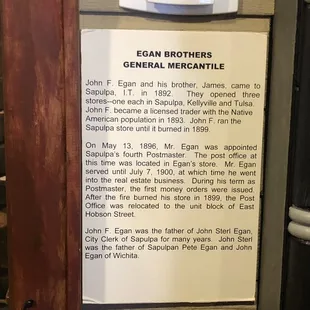 EGAN BROTHERS
GENERAL MERCANTILE
John F. Egan and his brother, James, came to
Sapulpa, I.T. in 1892. They opened three
stores--one each in Sapulpa, Kellyville and Tulsa.
John F. became a licensed trader with the Native
American population in 1893. John F. ran the
Sapulpa store until it burned in 1899.
On May 13, 1896, Mr. Egan was appointed
Sapulpa's fourth Postmaster. The post office at
this time was located in Egan's store. Mr. Egan
served until July 7, 1900, at which time he went
into the real estate business. During his term as
Postmaster, the first money orders were issued.
After the fire burned his store in 1899, the Post
Office was relocated to the unit block of East
Hobson Street.
John F. Egan was the father of John Sterl Egan,
City Clerk of Sapulpa for many years. John Sterl
was the father of Sapulpan Pete Egan and John
Egan of Wichita.